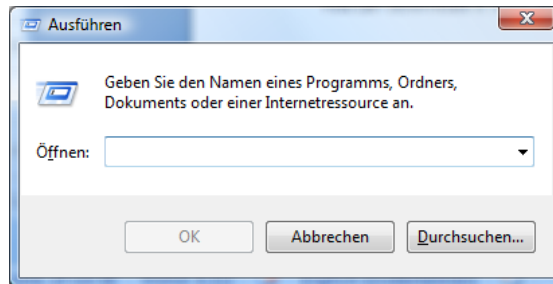 Ausführen
Geben Sie den Namen eines Programms, Ordners,
Dokuments oder einer Internetressource an.
Öffnen:
OK Abbrechen Durchsuchen...